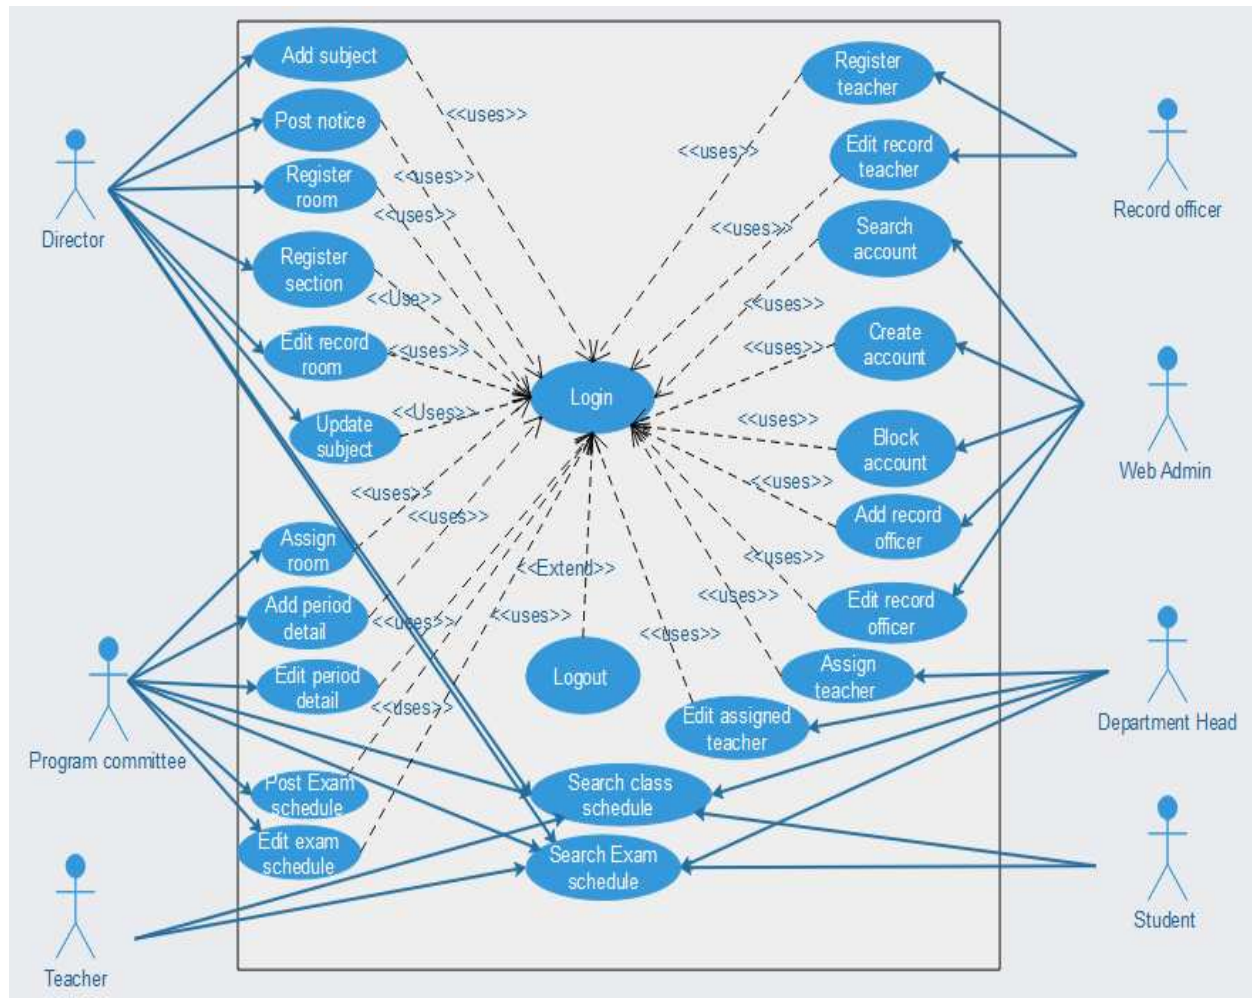 Add subject
Post notice
Register
room
Register
section
Edit record
room
Update
subject
Assign
room
Add period
detail
Edit period
detail
Post Exam
schedule
Edit exam
schedule
Director
Program committee
Teacher
<<uses>>
<<uses>>
<<uses>>
<<Use>>
<<uses>>
<<Uses>>
<<uses>>
<<uses>>
<<Extend>>
<<uses>>
<<uses>>
<<uses>>
Login
Logout
Search class
schedule
Search Exam
schedule
<<uses>>
<<uses>>
<<uses>>
<<uses>>
<<uses>>
<<uses>>
<<uses>>
<<uses>>
<<uses>>
Register
teacher
Edit record
teacher
Search
account
Create
account
Block
account
Add record
officer
Edit record
officer
Assign
teacher
Edit assigned
teacher
Record officer
Web Admin
Department Head
Student